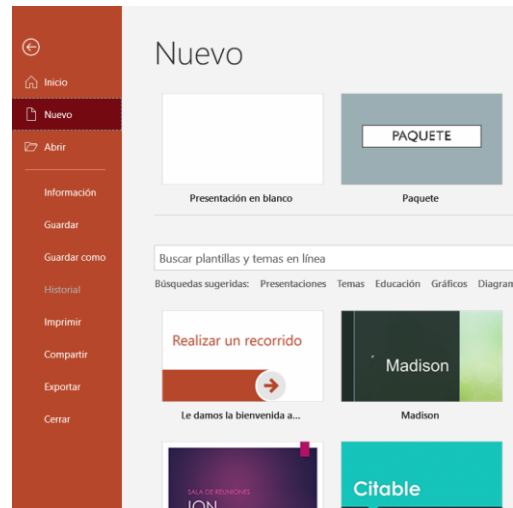 Nuevo
Inicio
Nuevo
Abrir
Información
Guardar
Guardar como
Historial
Imprimir
Compartir
Exportar
Cerrar
PAQUETE
Presentación en blanco
Paquete
Buscar plantillas y temas en línea
Búsquedas sugeridas: Presentaciones Temas Educación Gráficos Diagram
Realizar un recorrido
Madison
Le damos la bienvenida a...
Madison
SALA DE REUNIONES
ION
Citable